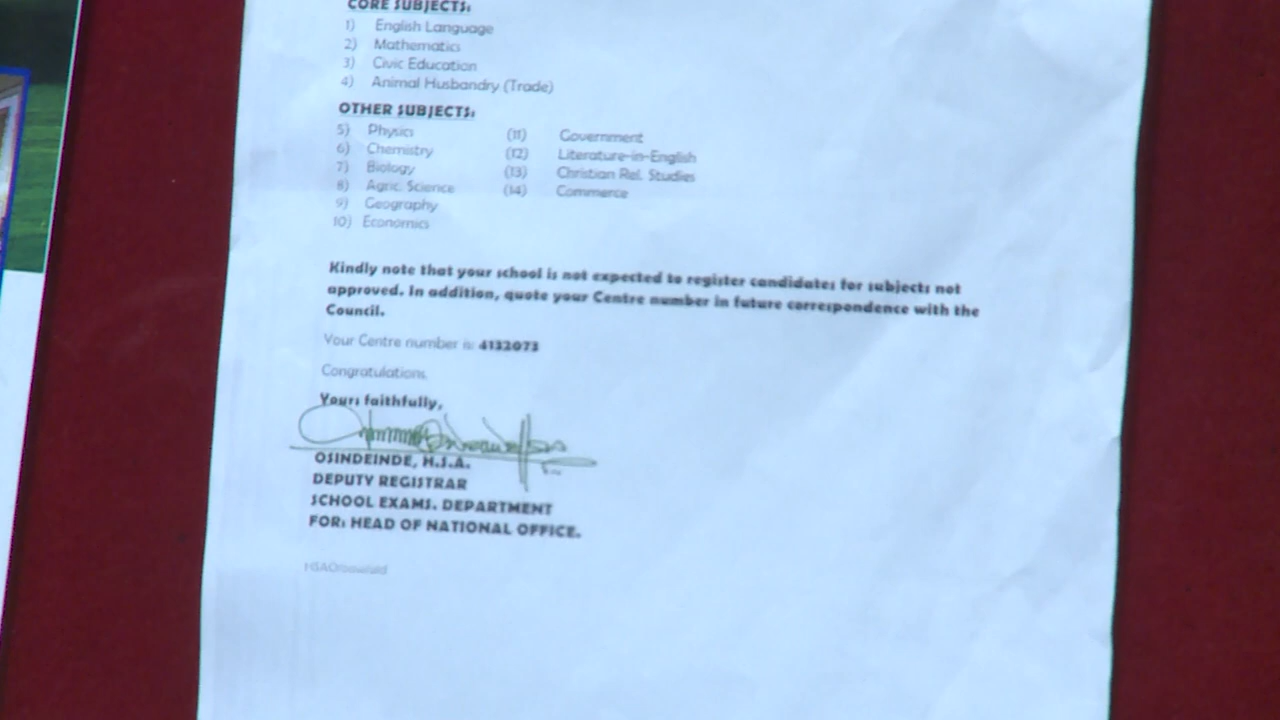 CORE SUBJECTS:
1) English Language
2) Mathematics
3) Civic Education
4) Animal Husbandry (Trade)
OTHER SUBJECTS:
5) Physics (11) Government
6) Chemistry (12) Literature-in-English
7) Biology (13) Christian Rel. Studies
8) Agric. Science (14) Commerce
9) Geography
10) Economics
Kindly note that your school is not expected to register candidates for subjects not
approved. In addition, quote your Centre number in future correspondence with the
Council.
Your Centre number is: 4132073
Congratulations.
Yours faithfully,
OSINDEINDE, H.S.A.
DEPUTY REGISTRAR
SCHOOL EXAMS. DEPARTMENT
FOR: HEAD OF NATIONAL OFFICE.